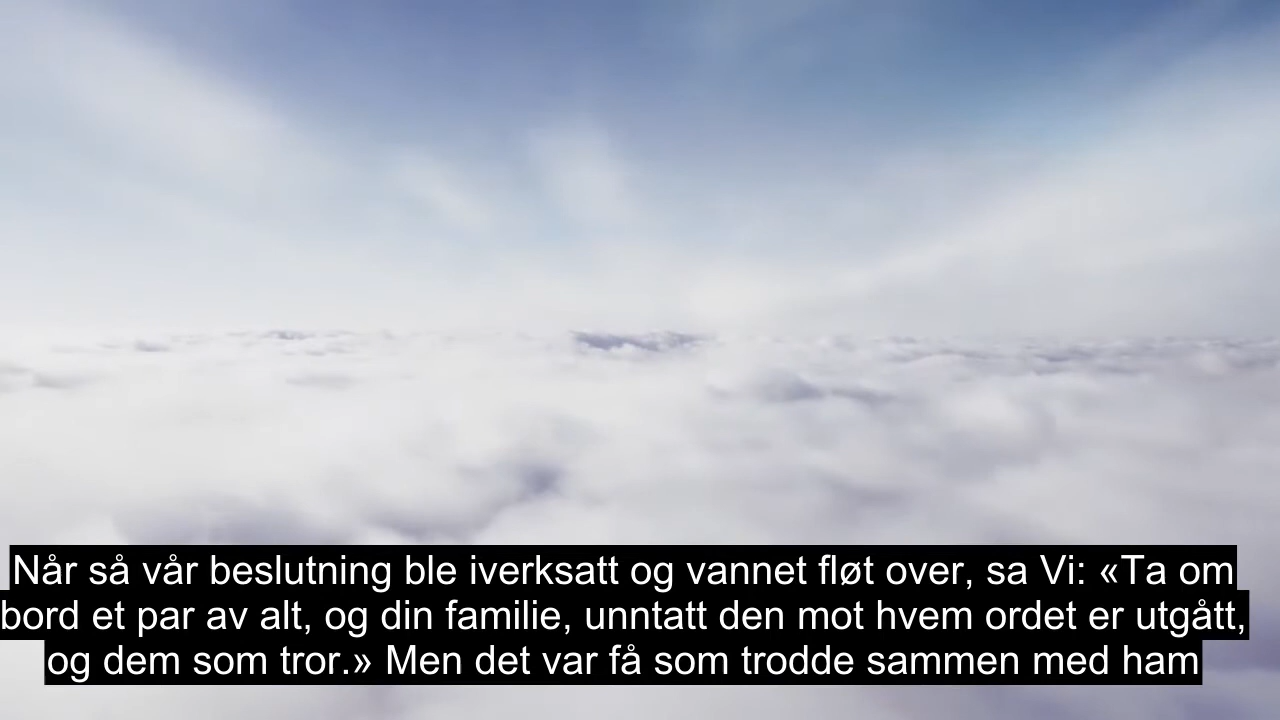 Når så vår beslutning ble iverksatt og vannet fløt over, sa Vi: «Ta om
bord et par av alt, og din familie, unntatt den mot hvem ordet er utgått,
og dem som tror.» Men det var få som trodde sammen med ham